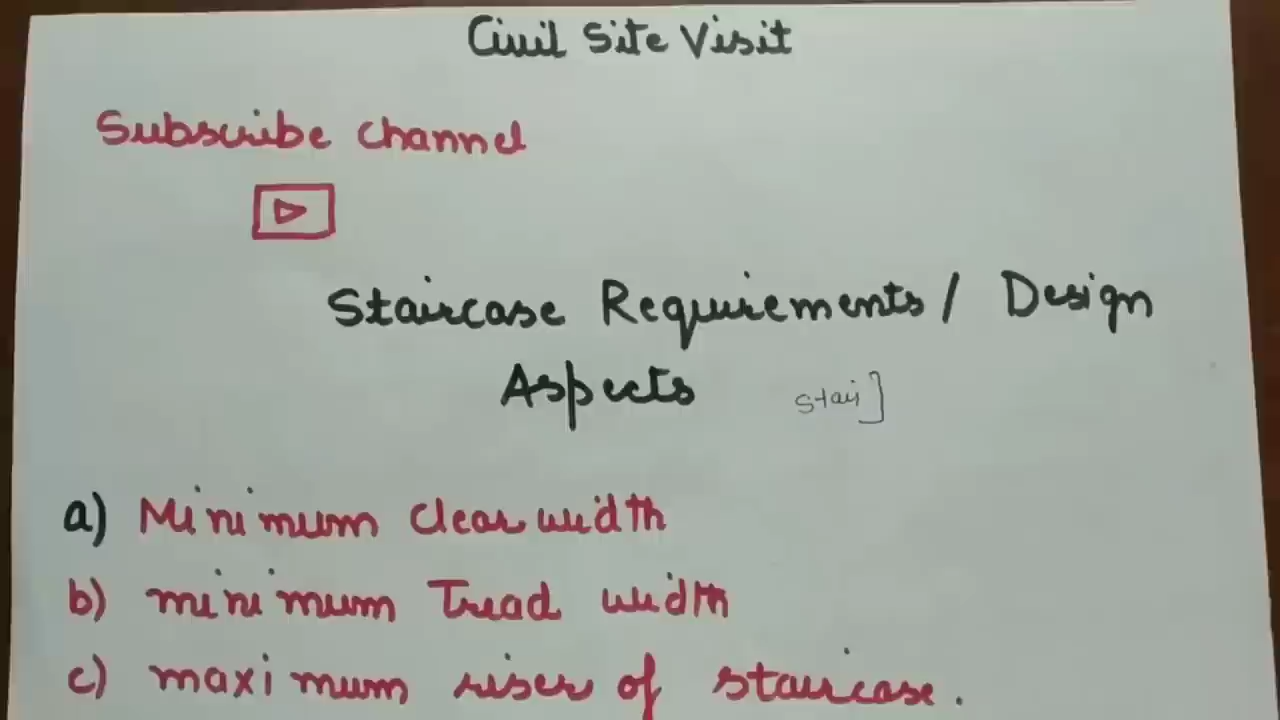 Civil Site Visit
Subscribe channel
Staircase Requirements / Design
Aspects stair]
a) Minimum clear width
b) minimum Tread width
c) maximum riser of staircase.